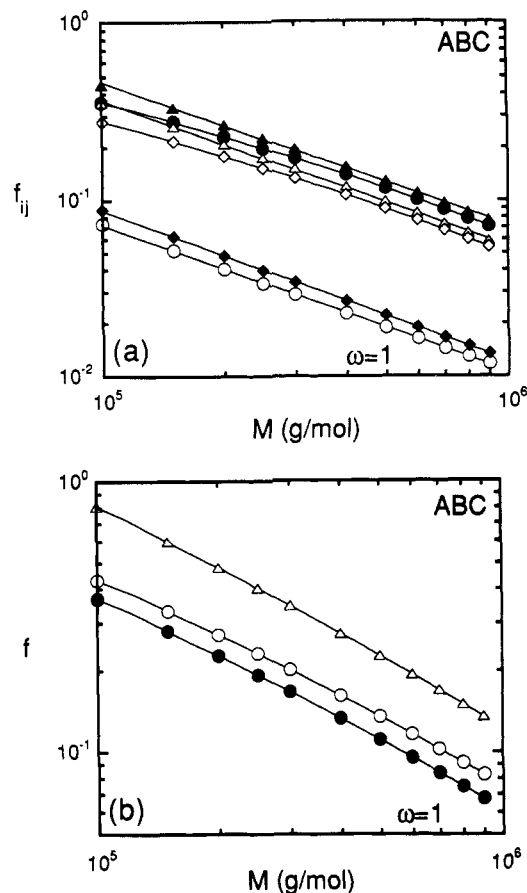 10⁰
ABC
f_ij
10⁻¹
(a)
ω=1
10⁻²
10⁵
10⁶
M (g/mol)
10⁰
ABC
f
10⁻¹
(b)
ω=1
10⁵
10⁶
M (g/mol)